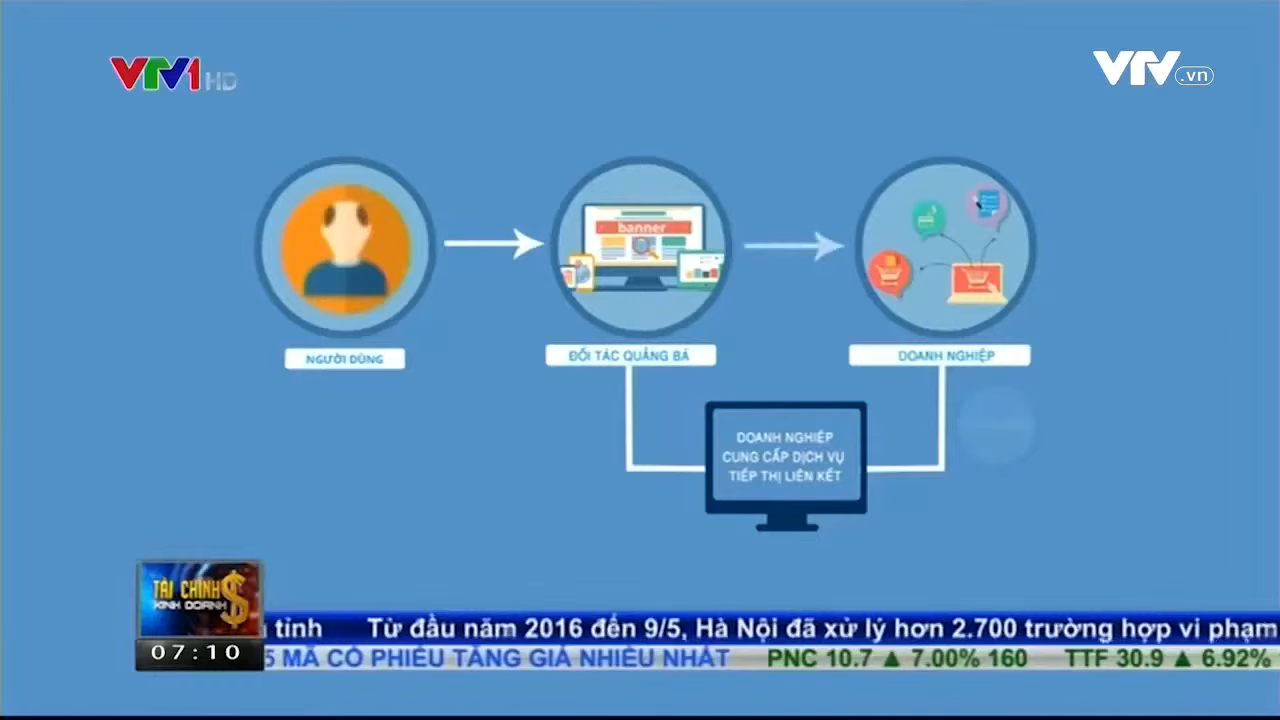 VTV1 HD
VTV.vn
banner
NGƯỜI DÙNG
ĐỐI TÁC QUẢNG BÁ
DOANH NGHIỆP
DOANH NGHIỆP
CUNG CẤP DỊCH VỤ
TIẾP THỊ LIÊN KẾT
TÀI CHÍNH
KINH DOANH
tỉnh Từ đầu năm 2016 đến 9/5, Hà Nội đã xử lý hơn 2.700 trường hợp vi phạm
07:10
5 MÃ CỔ PHIẾU TĂNG GIÁ NHIỀU NHẤT PNC 10.7 ▲ 7.00% 160 TTF 30.9 ▲ 6.92%